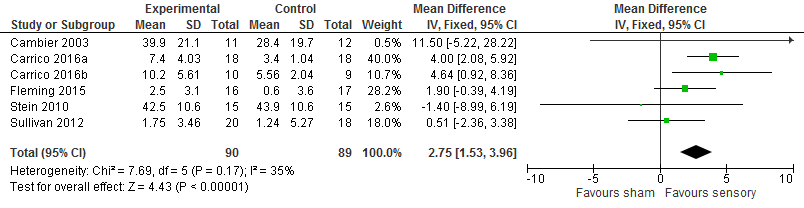 Experimental Control Mean Difference Mean Difference
Study or Subgroup Mean SD Total Mean SD Total Weight IV, Fixed, 95% CI IV, Fixed, 95% CI
Cambier 2003 39.9 21.1 11 28.4 19.7 12 0.5% 11.50 [-5.22, 28.22]
Carrico 2016a 7.4 4.03 18 3.4 1.04 18 40.0% 4.00 [2.08, 5.92]
Carrico 2016b 10.2 5.61 10 5.56 2.04 9 10.6% 4.64 [0.92, 8.36]
Fleming 2015 2.5 3.1 16 0.6 3.6 17 28.2% 1.90 [-0.39, 4.19]
Stein 2010 42.5 10.6 15 43.9 10.6 15 2.6% -1.40 [-8.99, 6.19]
Sullivan 2012 1.75 3.46 20 1.24 5.27 18 18.0% 0.51 [-2.36, 3.38]
Total (95% CI) 90 89 100.0% 2.75 [1.53, 3.96]
Heterogeneity: Chi² = 7.69, df = 5 (P = 0.17); I² = 35%
Test for overall effect: Z = 4.43 (P < 0.00001)
-10 -5 0 5 10
Favours sham Favours sensory